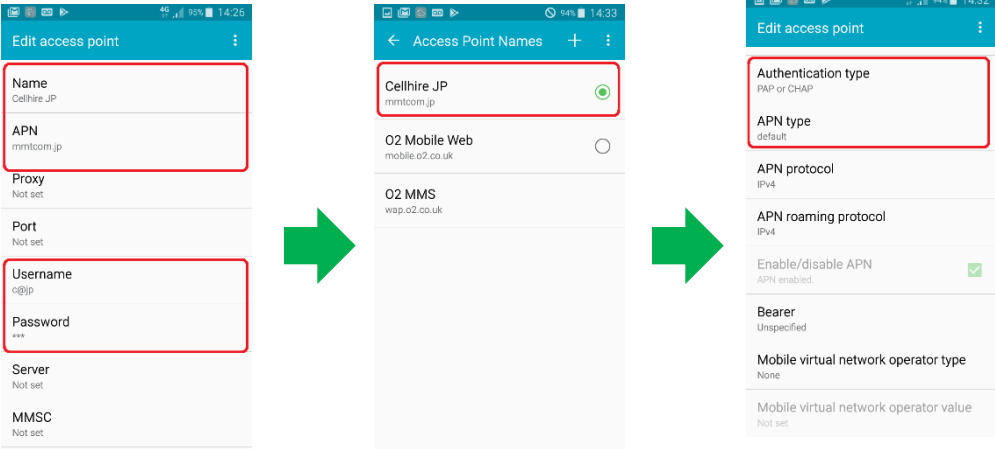 4G 95% 14:26
Edit access point
Name
Cellhire JP
APN
mmtcom.jp
Proxy
Not set
Port
Not set
Username
c@jp
Password
***
Server
Not set
MMSC
Not set
94% 14:33
Access Point Names
Cellhire JP
mmtcom.jp
O2 Mobile Web
mobile.o2.co.uk
O2 MMS
wap.o2.co.uk
94% 14:32
Edit access point
Authentication type
PAP or CHAP
APN type
default
APN protocol
IPv4
APN roaming protocol
IPv4
Enable/disable APN
APN enabled.
Bearer
Unspecified
Mobile virtual network operator type
None
Mobile virtual network operator value
Not set